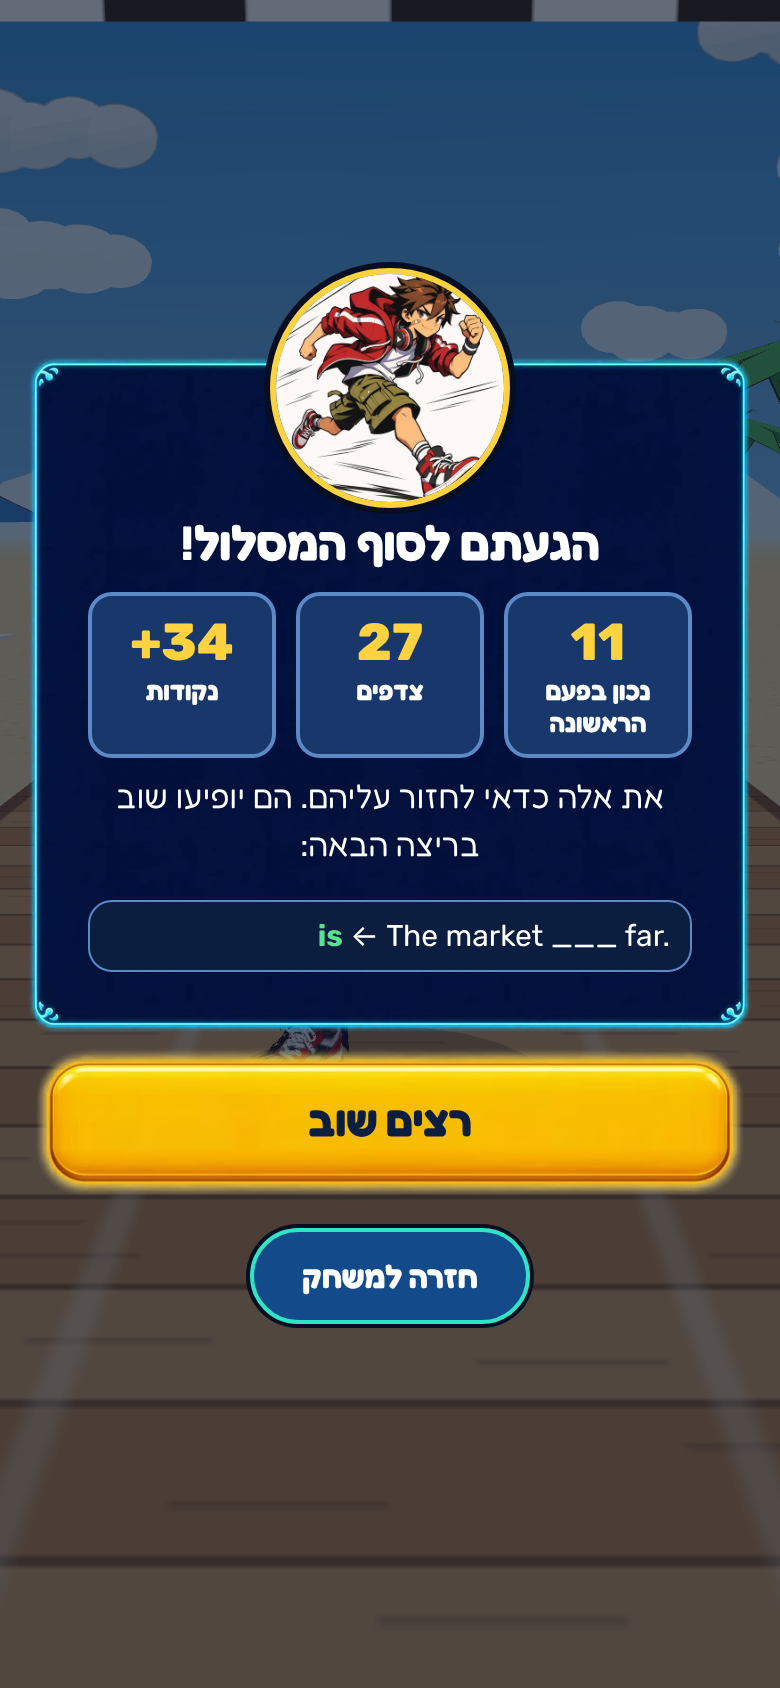 הגעתם לסוף המסלול!
11
נכון בפעם
הראשונה
27
צדפים
+34
נקודות
את אלה כדאי לחזור עליהם. הם יופיעו שוב
בריצה הבאה:
The market ___ far. ← is
רצים שוב
חזרה למשחק